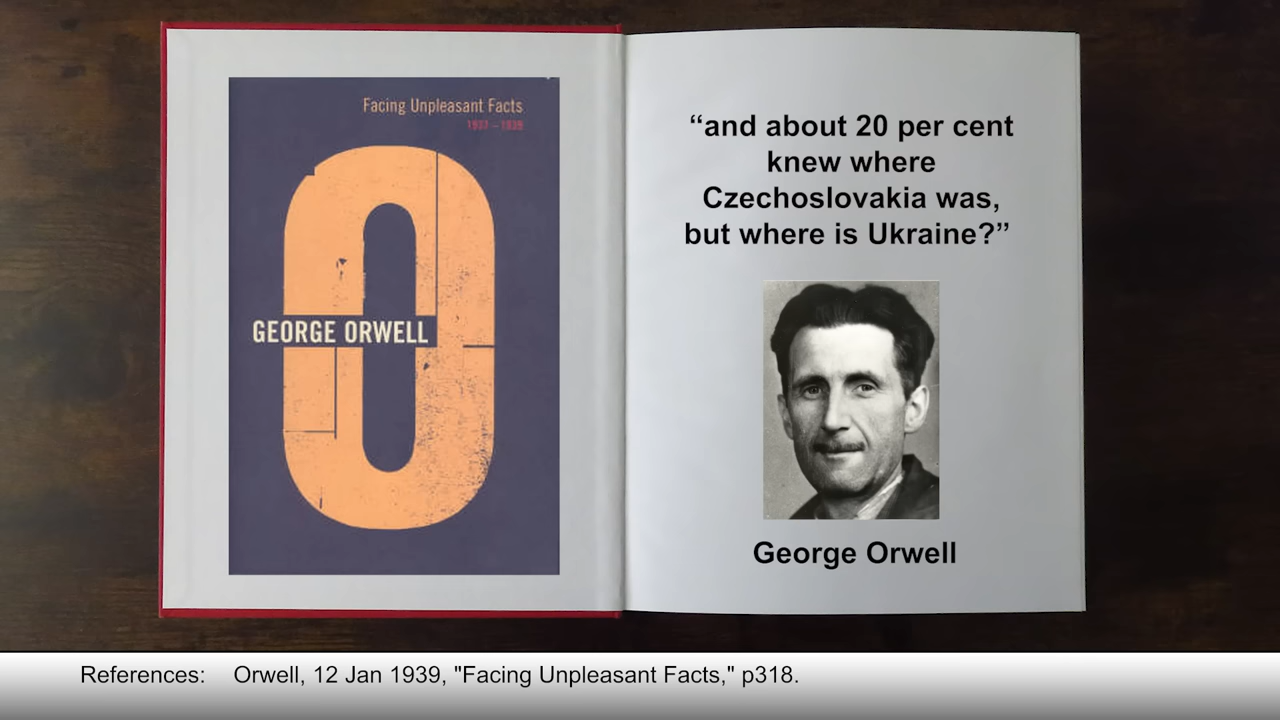 Facing Unpleasant Facts
1937 – 1939
GEORGE ORWELL
“and about 20 per cent
knew where
Czechoslovakia was,
but where is Ukraine?”
George Orwell
References: Orwell, 12 Jan 1939, "Facing Unpleasant Facts," p318.